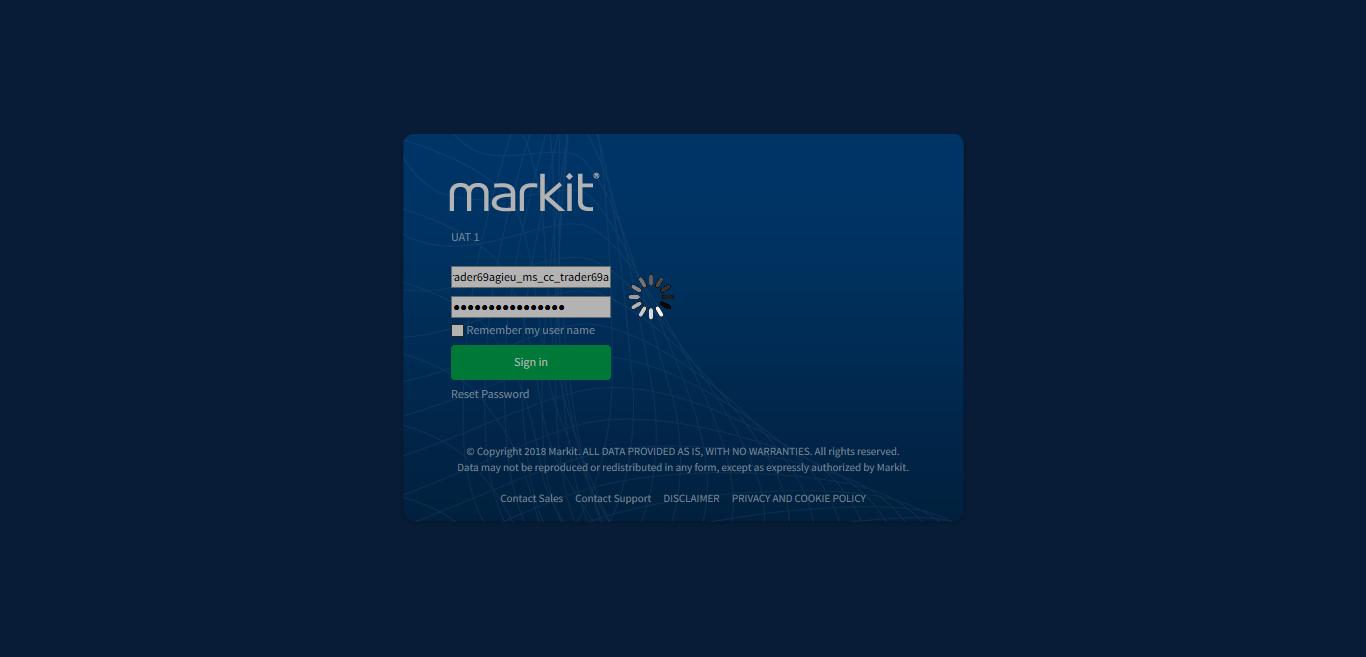 markit®
UAT 1
rader69agieu_ms_cc_trader69a
Remember my user name
Sign in
Reset Password
© Copyright 2018 Markit. ALL DATA PROVIDED AS IS, WITH NO WARRANTIES. All rights reserved.
Data may not be reproduced or redistributed in any form, except as expressly authorized by Markit.
Contact Sales Contact Support DISCLAIMER PRIVACY AND COOKIE POLICY